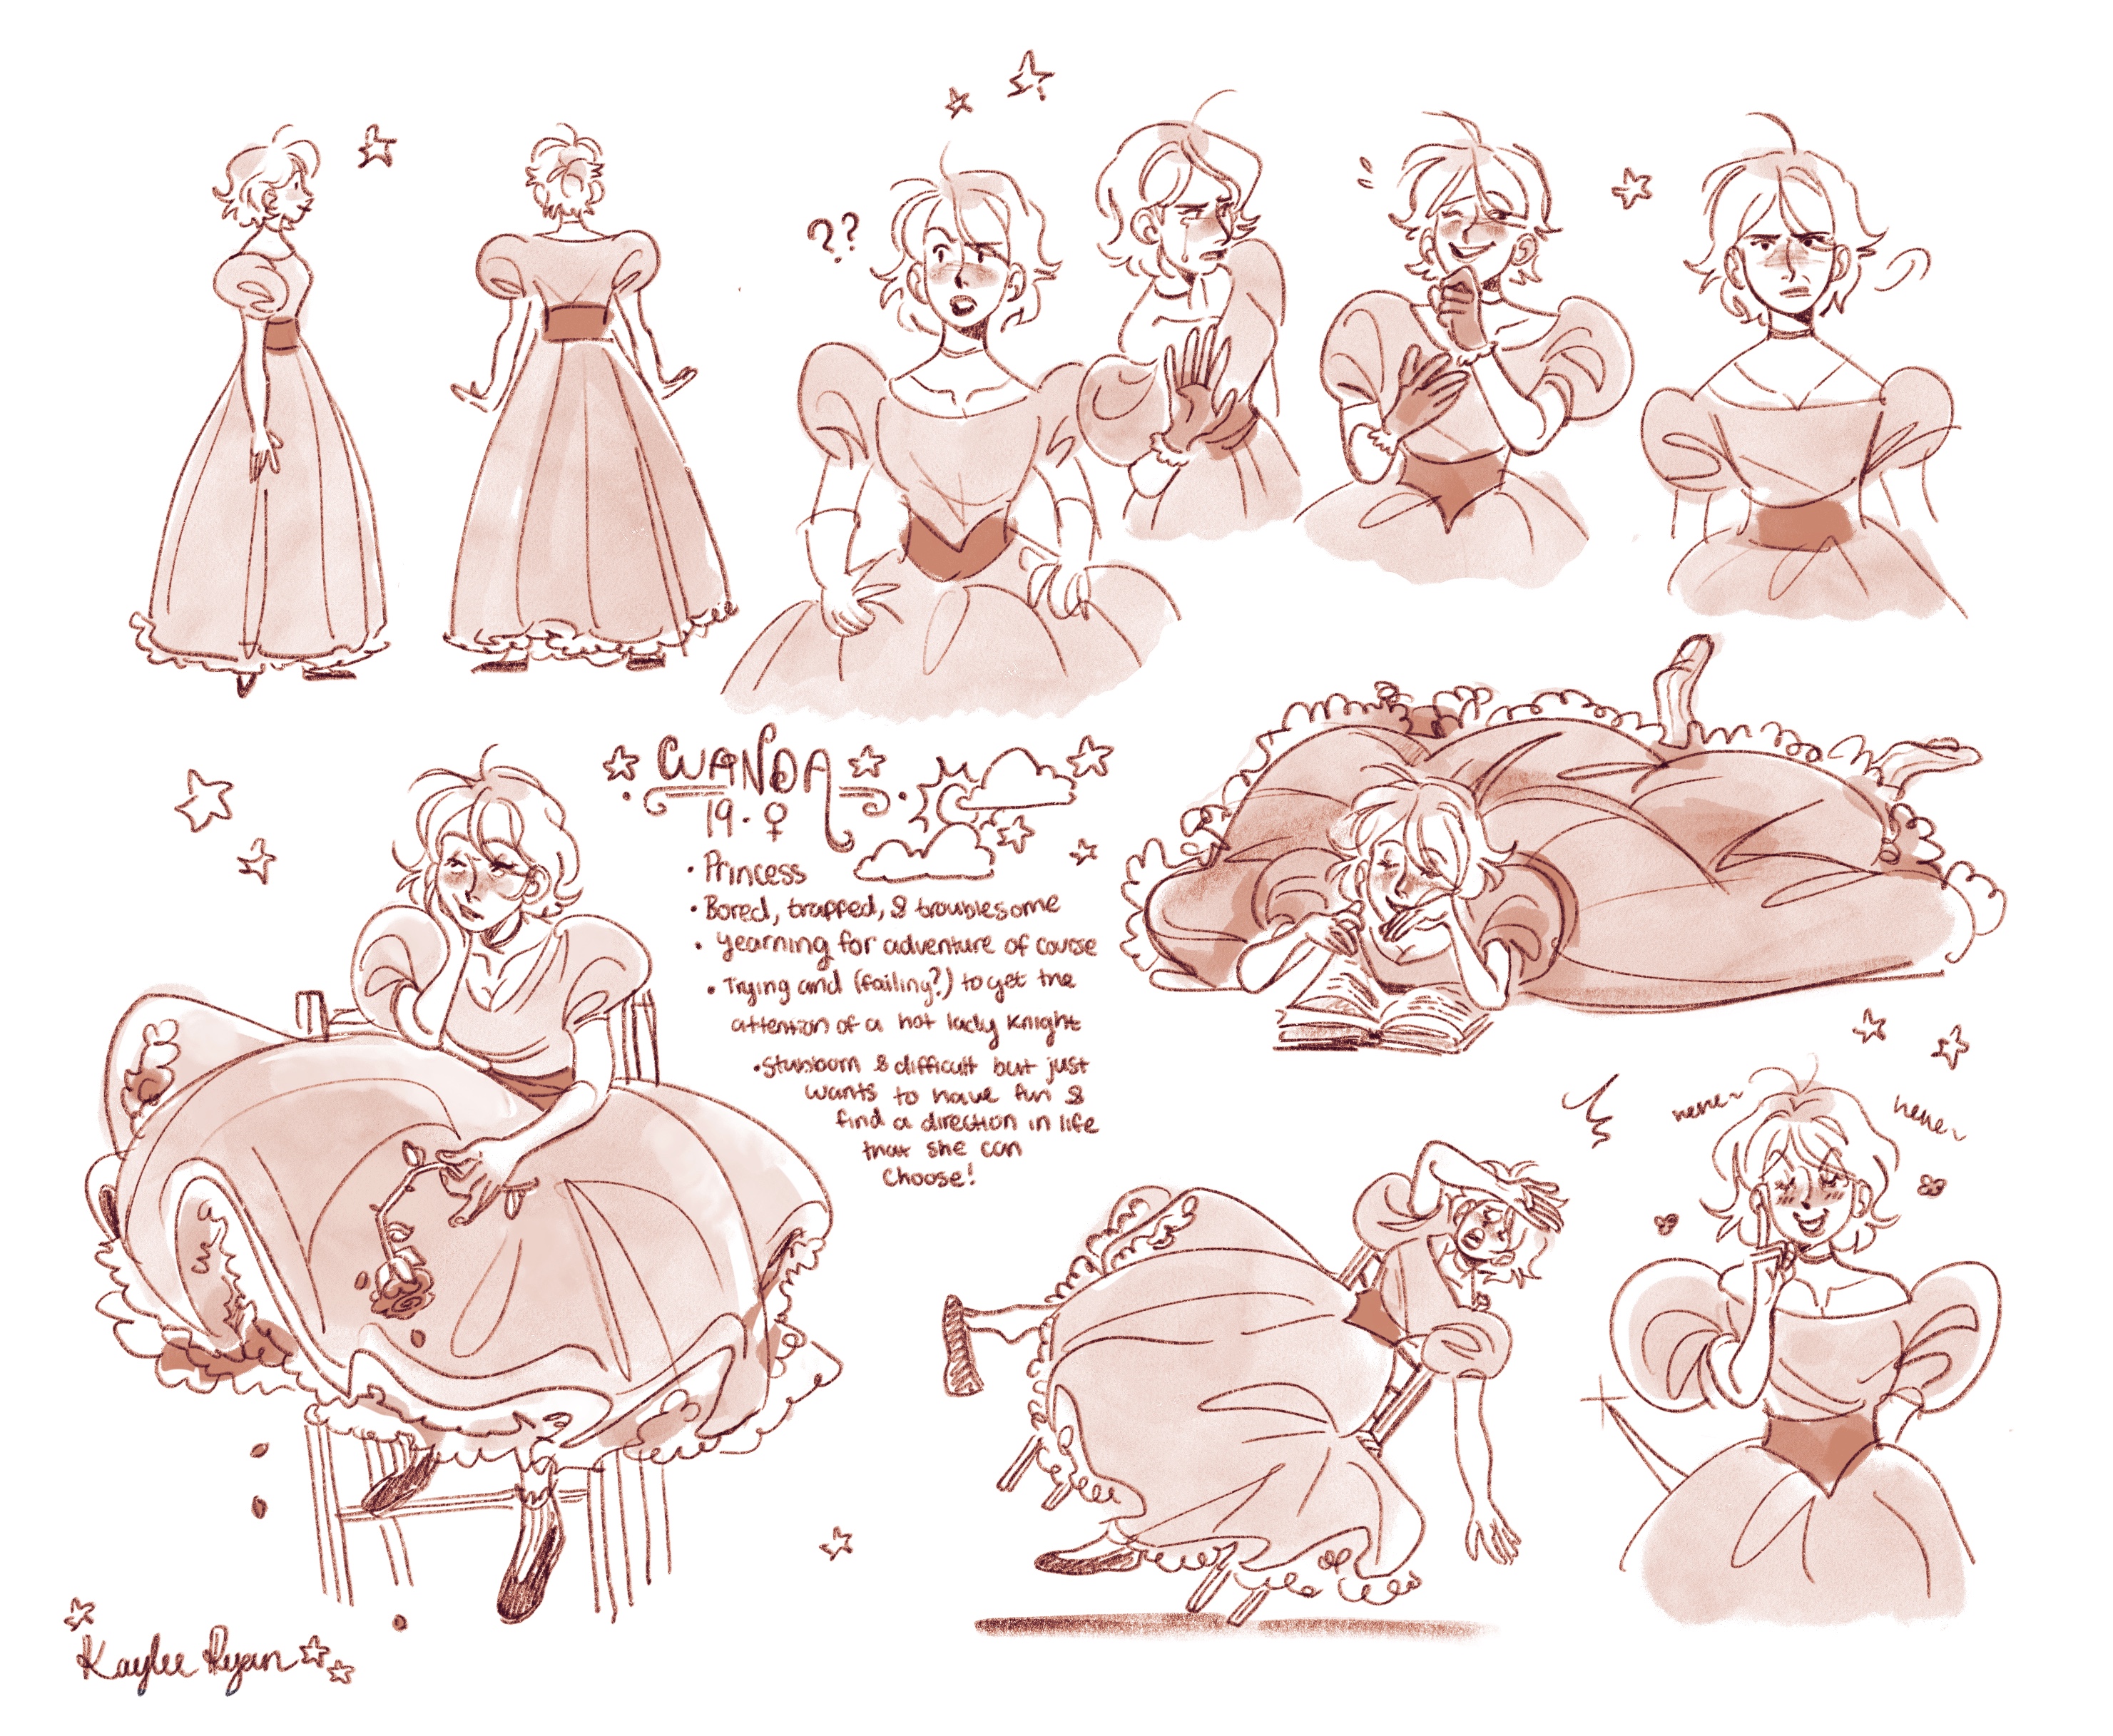 ??
WANDA
19 · ♀
• Princess
• Bored, trapped, & troublesome
• yearning for adventure of course
• Trying and (failing?) to get the
attention of a hot lady knight
• Stubborn & difficult but just
wants to have fun &
find a direction in life
that she can
choose!
hehe~
hehe~
Kaylee Ryan